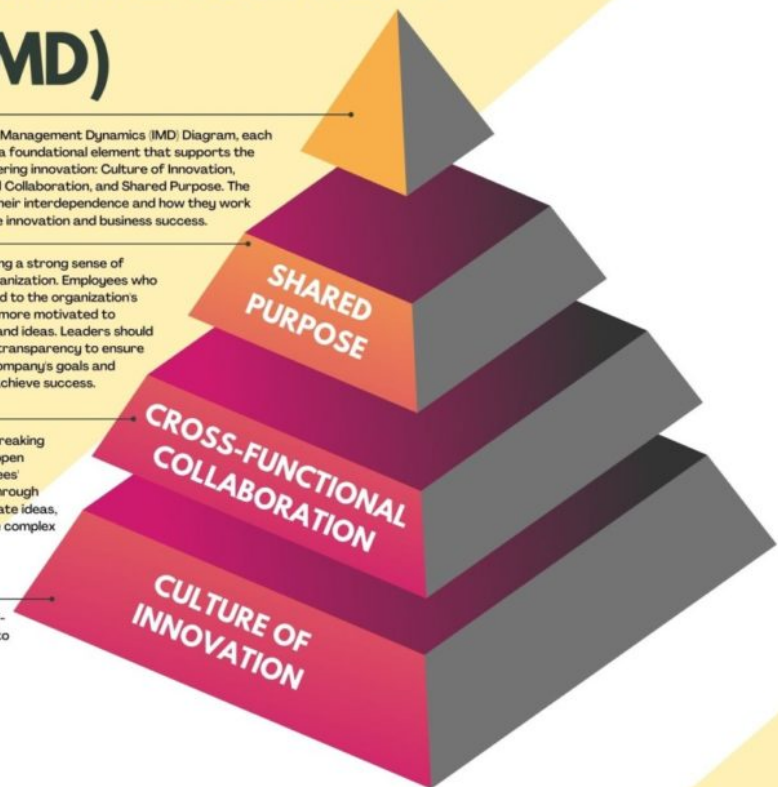 MD)
Management Dynamics (IMD) Diagram, each
a foundational element that supports the
ering innovation: Culture of Innovation,
l Collaboration, and Shared Purpose. The
heir interdependence and how they work
e innovation and business success.
ng a strong sense of
anization. Employees who
d to the organization's
more motivated to
and ideas. Leaders should
transparency to ensure
ompany's goals and
chieve success.
SHARED
PURPOSE
reaking
open
ees'
hrough
ate ideas,
e complex
CROSS-FUNCTIONAL
COLLABORATION
to
CULTURE OF
INNOVATION